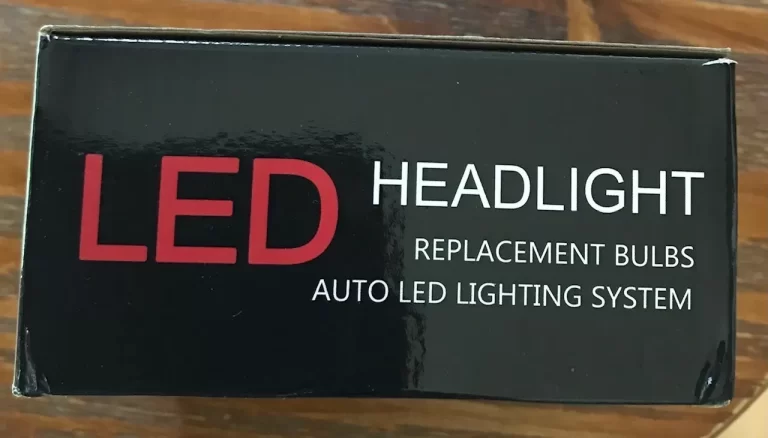 LED HEADLIGHT
REPLACEMENT BULBS
AUTO LED LIGHTING SYSTEM